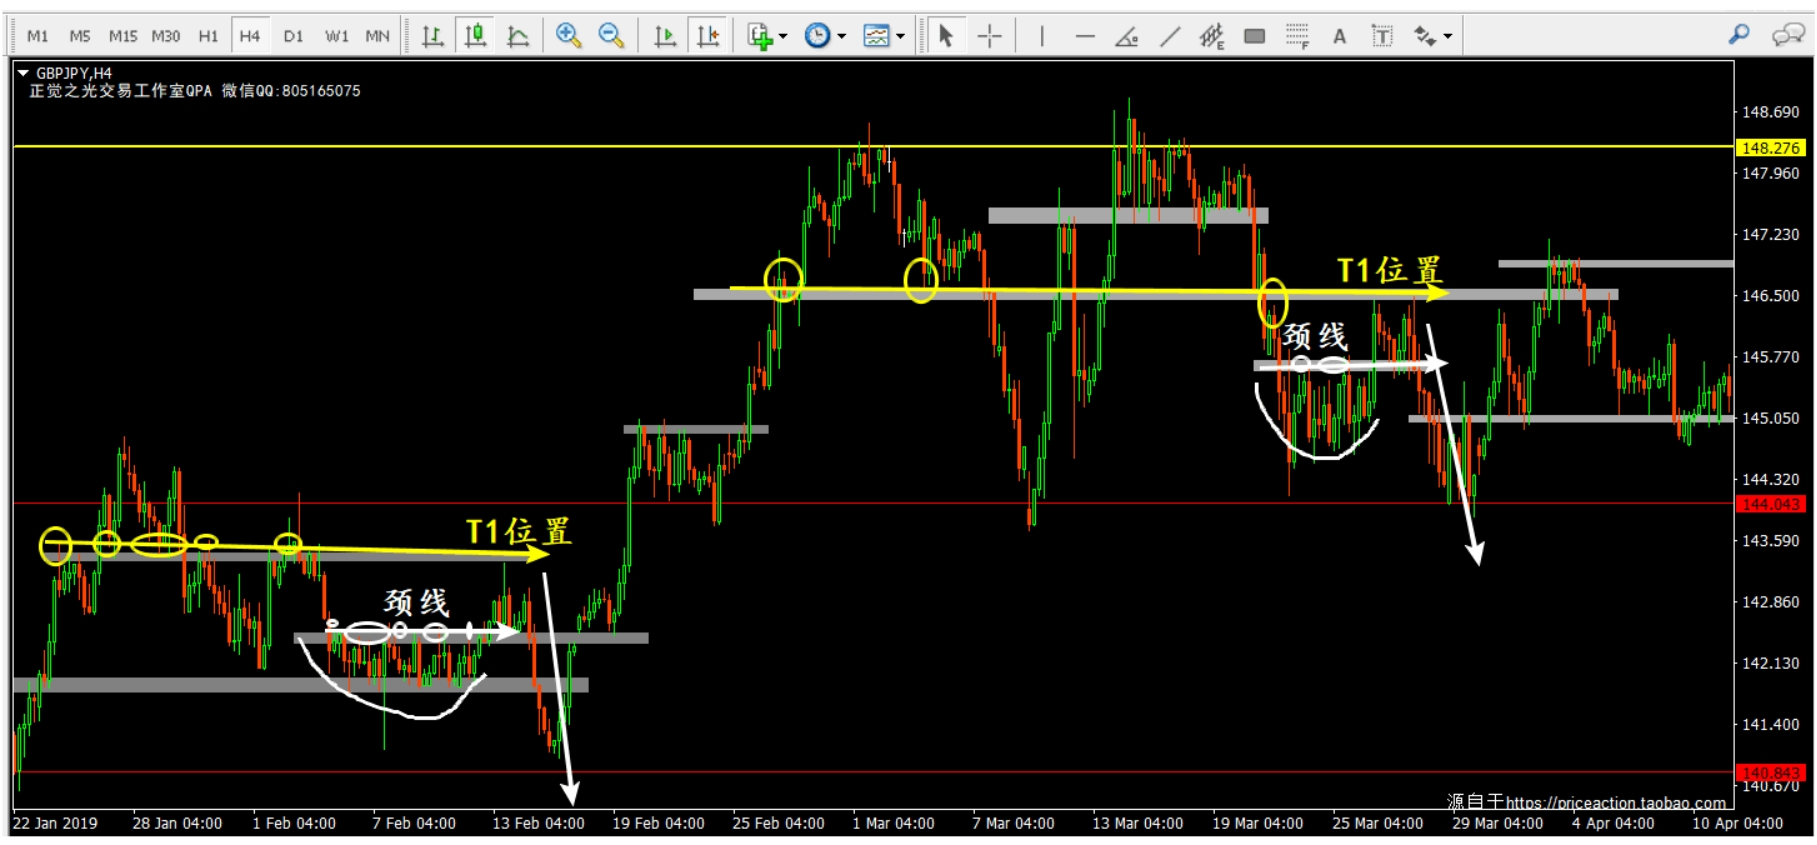 M1 M5 M15 M30 H1 H4 D1 W1 MN E F A T
GBPJPY,H4
正觉之光交易工作室QPA 微信QQ:805165075
148.690
148.276
147.960
147.230
T1位置
146.500
颈线
145.770
145.050
144.320
144.043
T1位置
143.590
颈线
142.860
142.130
141.400
140.843
140.670
源自于https://priceaction.taobao.com
22 Jan 2019 28 Jan 04:00 1 Feb 04:00 7 Feb 04:00 13 Feb 04:00 19 Feb 04:00 25 Feb 04:00 1 Mar 04:00 7 Mar 04:00 13 Mar 04:00 19 Mar 04:00 25 Mar 04:00 29 Mar 04:00 4 Apr 04:00 10 Apr 04:00